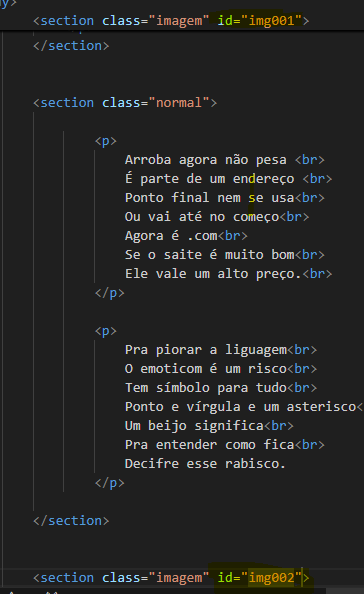 <section class="imagem" id="img001">
</section>
<section class="normal">
<p>
Arroba agora não pesa <br>
É parte de um endereço <br>
Ponto final nem se usa<br>
Ou vai até no começo<br>
Agora é .com<br>
Se o saite é muito bom<br>
Ele vale um alto preço.<br>
</p>
<p>
Pra piorar a liguagem<br>
O emoticom é um risco<br>
Tem símbolo para tudo<br>
Ponto e vírgula e um asterisco<
Um beijo significa<br>
Pra entender como fica<br>
Decifre esse rabisco.
</p>
</section>
<section class="imagem" id="img002">